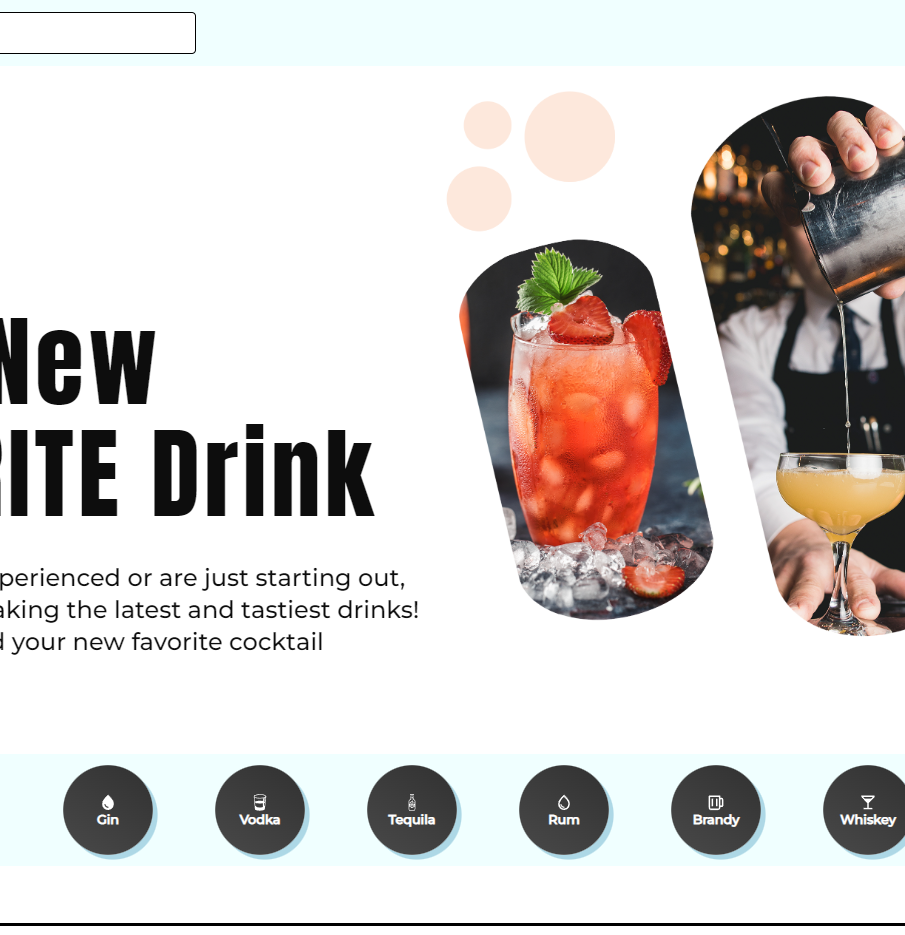 New
RITE Drink
perienced or are just starting out,
aking the latest and tastiest drinks!
d your new favorite cocktail
Gin
Vodka
Tequila
Rum
Brandy
Whiskey